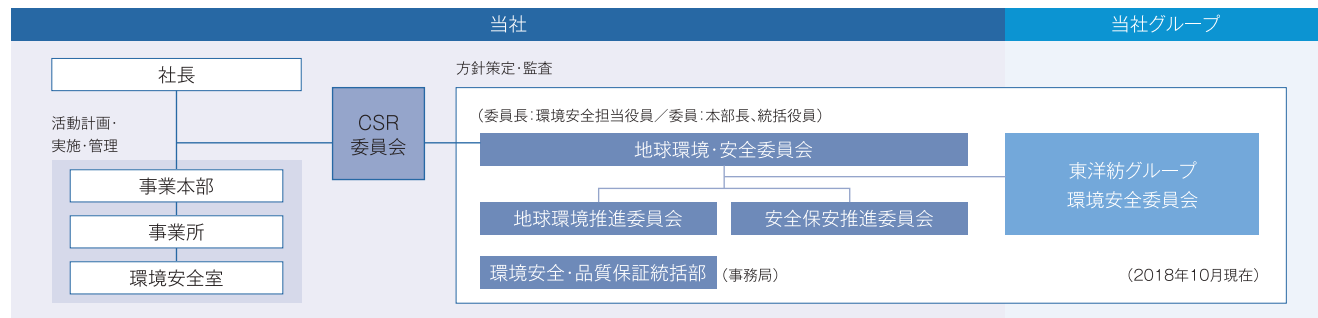 当社
当社グループ
社長
活動計画・
実施・管理
事業本部
事業所
環境安全室
CSR
委員会
方針策定・監査
（委員長：環境安全担当役員／委員：本部長、統括役員）
地球環境・安全委員会
地球環境推進委員会
安全保安推進委員会
環境安全・品質保証統括部
（事務局）
東洋紡グループ
環境安全委員会
（2018年10月現在）